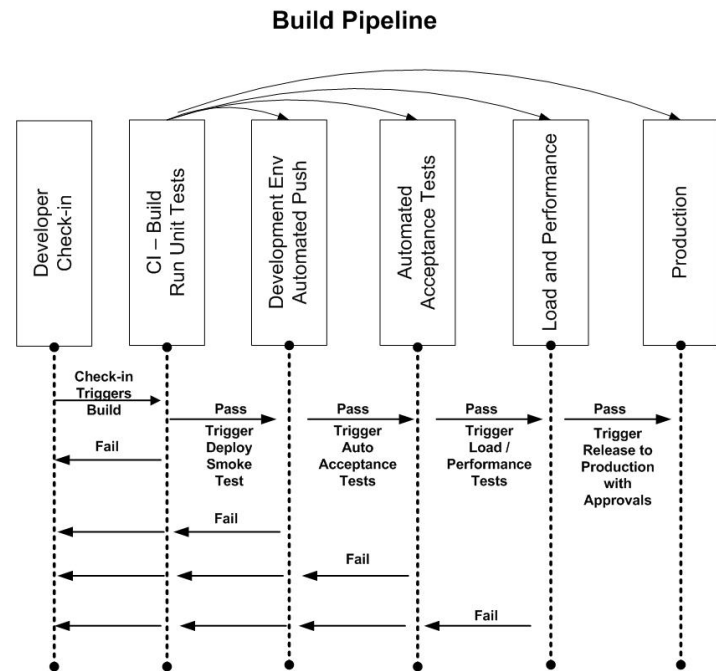 Build Pipeline
Developer
Check-in
CI – Build
Run Unit Tests
Development Env
Automated Push
Automated
Acceptance Tests
Load and Performance
Production
Check-in
Triggers
Build
Fail
Pass
Trigger
Deploy
Smoke
Test
Pass
Trigger
Auto
Acceptance
Tests
Pass
Trigger
Load /
Performance
Tests
Pass
Trigger
Release to
Production
with
Approvals
Fail
Fail
Fail